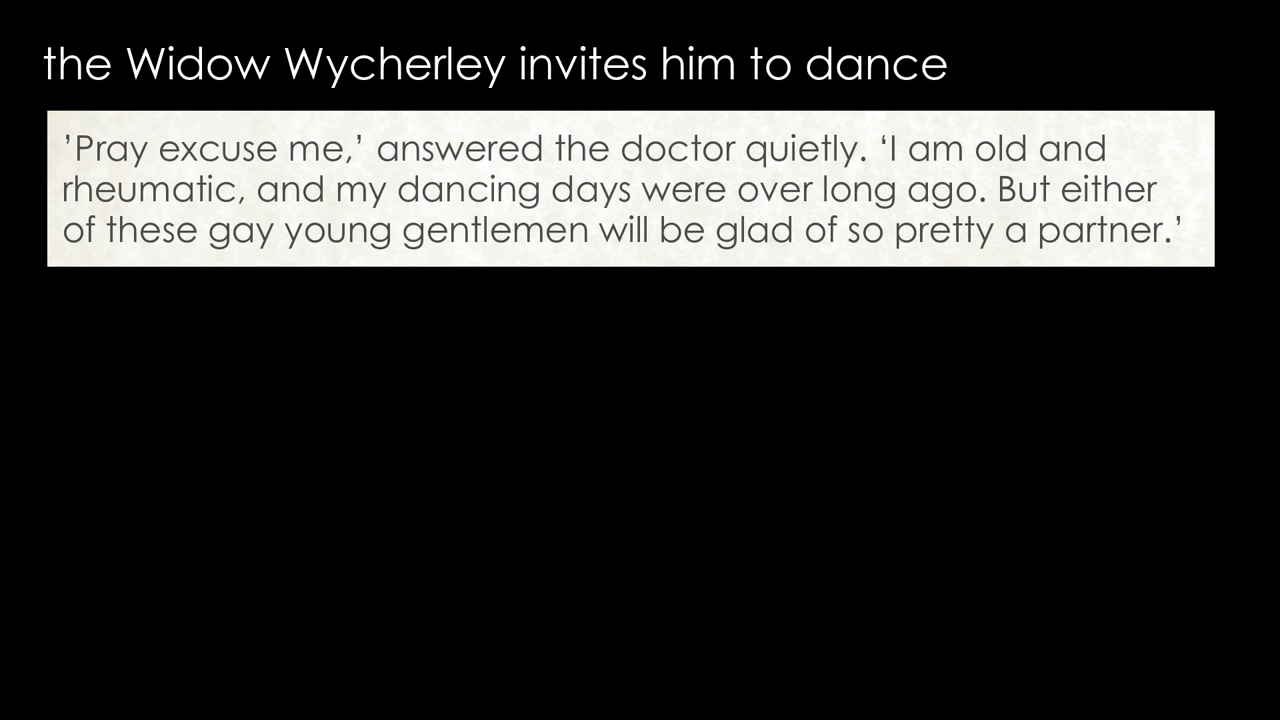 the Widow Wycherley invites him to dance
’Pray excuse me,’ answered the doctor quietly. ‘I am old and
rheumatic, and my dancing days were over long ago. But either
of these gay young gentlemen will be glad of so pretty a partner.’